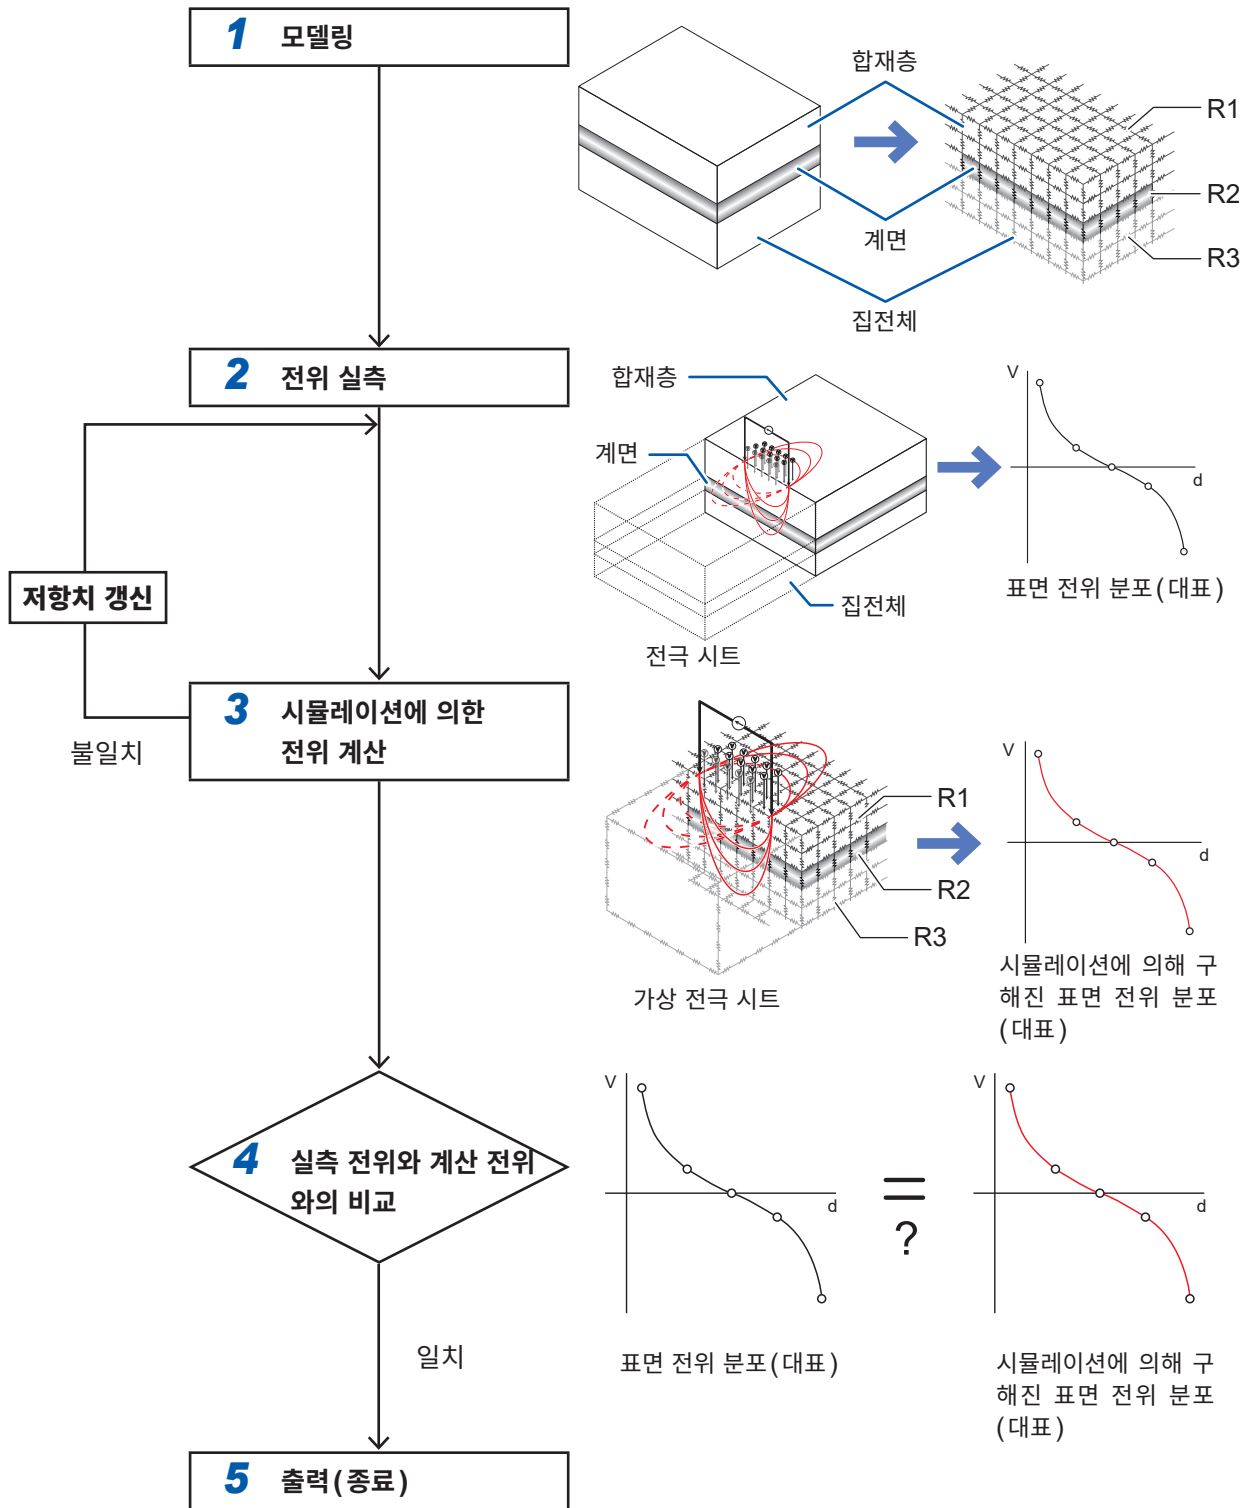 1 모델링
합재층
R1
R2
계면
R3
집전체
2 전위 실측
합재층
계면
집전체
전극 시트
V
d
표면 전위 분포(대표)
저항치 갱신
불일치
3 시뮬레이션에 의한
전위 계산
R1
R2
R3
가상 전극 시트
V
d
시뮬레이션에 의해 구
해진 표면 전위 분포
(대표)
4 실측 전위와 계산 전위
와의 비교
V
d
=
?
V
d
표면 전위 분포(대표)
시뮬레이션에 의해 구
해진 표면 전위 분포
(대표)
일치
5 출력(종료)